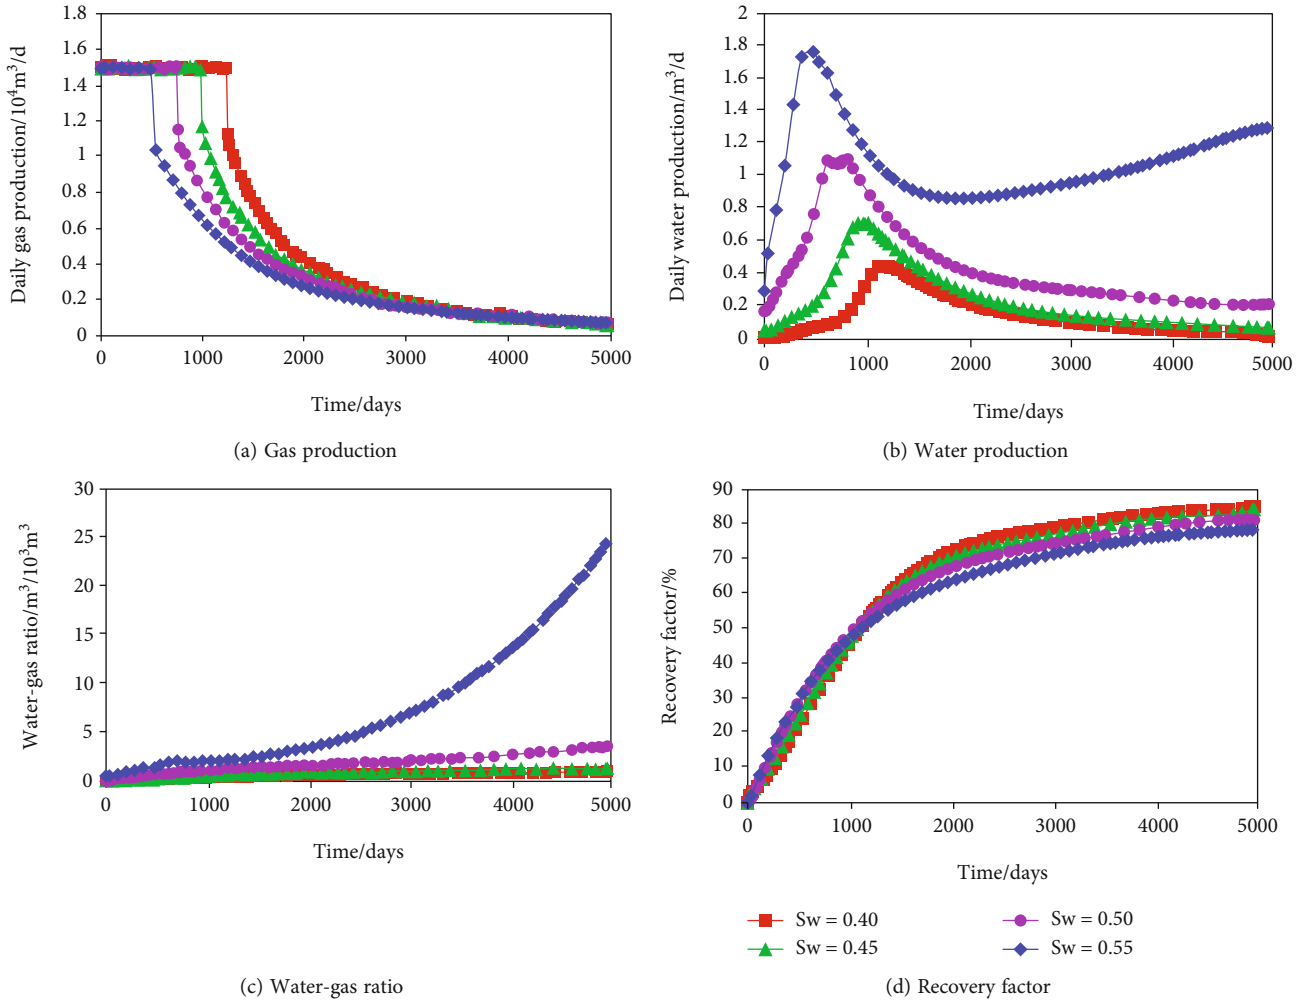 Daily gas production/10⁴m³/d
1.8
1.6
1.4
1.2
1
0.8
0.6
0.4
0.2
0
0 1000 2000 3000 4000 5000
Time/days
(a) Gas production
Daily water production/m³/d
2
1.8
1.6
1.4
1.2
1
0.8
0.6
0.4
0.2
0
0 1000 2000 3000 4000 5000
Time/days
(b) Water production
Water-gas ratio/m³/10³m³
30
25
20
15
10
5
0
0 1000 2000 3000 4000 5000
Time/days
(c) Water-gas ratio
Recovery factor/%
90
80
70
60
50
40
30
20
10
0
0 1000 2000 3000 4000 5000
Time/days
Sw = 0.40 Sw = 0.50
Sw = 0.45 Sw = 0.55
(d) Recovery factor